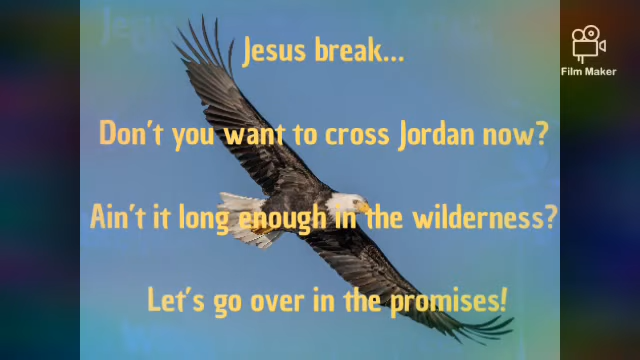 Jesus break...
Film Maker
Don't you want to cross Jordan now?
Ain't it long enough in the wilderness?
Let's go over in the promises!